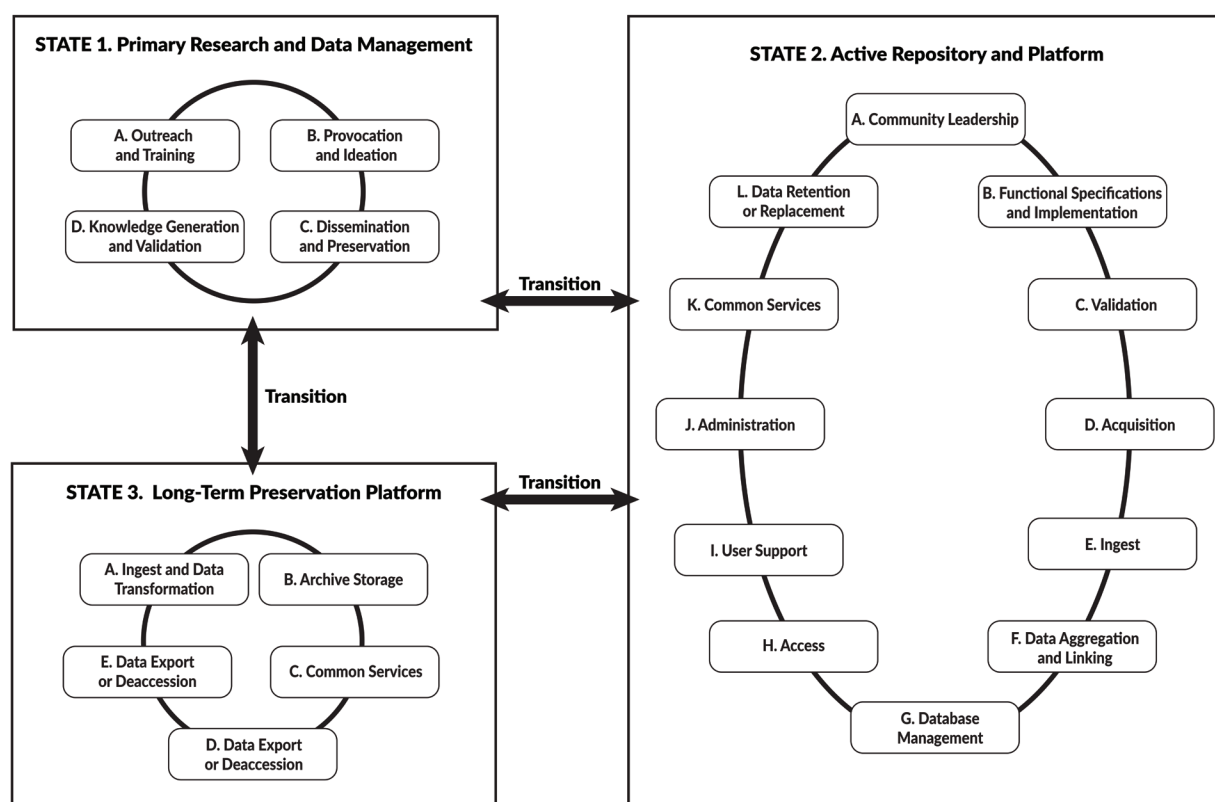 STATE 1. Primary Research and Data Management
A. Outreach
and Training
B. Provocation
and Ideation
C. Dissemination
and Preservation
D. Knowledge Generation
and Validation
Transition
Transition
Transition
STATE 2. Active Repository and Platform
A. Community Leadership
B. Functional Specifications
and Implementation
C. Validation
D. Acquisition
E. Ingest
F. Data Aggregation
and Linking
G. Database
Management
H. Access
I. User Support
J. Administration
K. Common Services
L. Data Retention
or Replacement
STATE 3. Long-Term Preservation Platform
A. Ingest and Data
Transformation
B. Archive Storage
C. Common Services
D. Data Export
or Deaccession
E. Data Export
or Deaccession